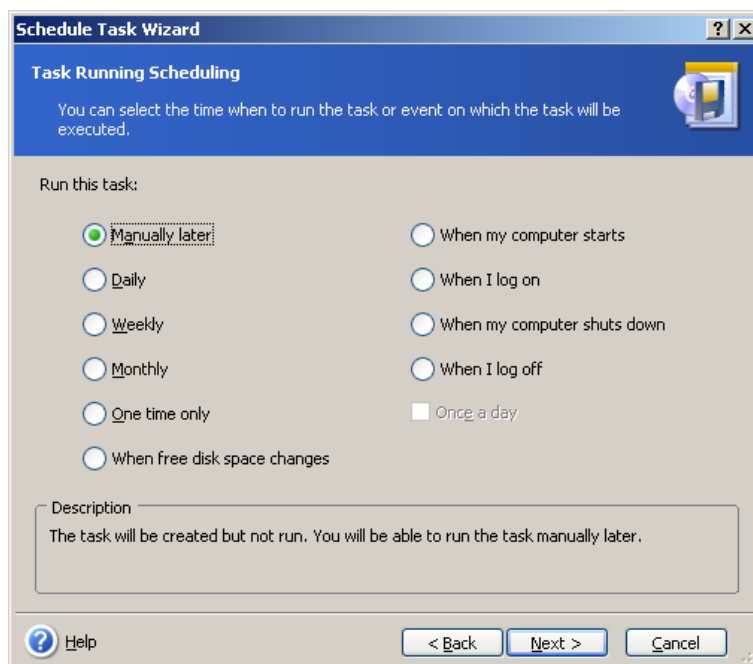 Schedule Task Wizard
Task Running Scheduling
You can select the time when to run the task or event on which the task will be
executed.
Run this task:
Manually later
Daily
Weekly
Monthly
One time only
When free disk space changes
When my computer starts
When I log on
When my computer shuts down
When I log off
Once a day
Description
The task will be created but not run. You will be able to run the task manually later.
Help
< Back
Next >
Cancel